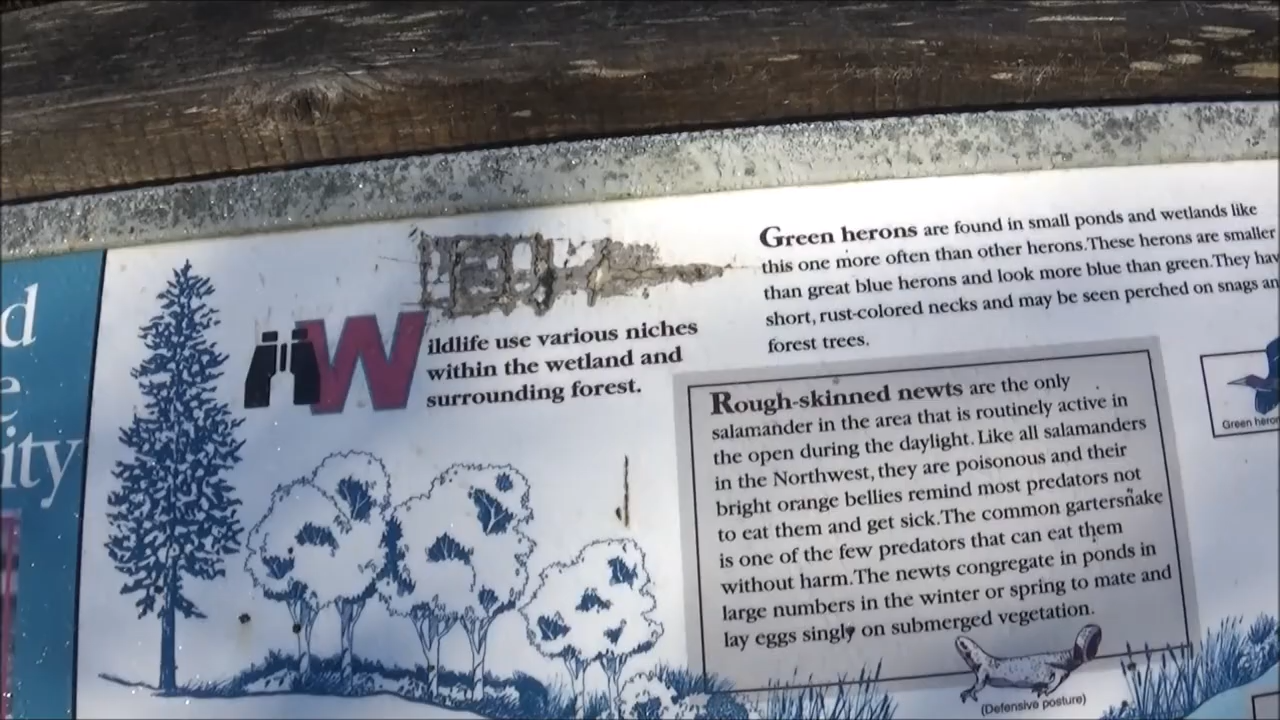 d
e
ity
Wildlife use various niches
within the wetland and
surrounding forest.
Green herons are found in small ponds and wetlands like
this one more often than other herons.These herons are smaller
than great blue herons and look more blue than green.They hav
short, rust-colored necks and may be seen perched on snags an
forest trees.
Rough-skinned newts are the only
salamander in the area that is routinely active in
the open during the daylight. Like all salamanders
in the Northwest, they are poisonous and their
bright orange bellies remind most predators not
to eat them and get sick.The common gartersnake
is one of the few predators that can eat them
without harm.The newts congregate in ponds in
large numbers in the winter or spring to mate and
lay eggs singly on submerged vegetation.
(Defensive posture)
Green heron